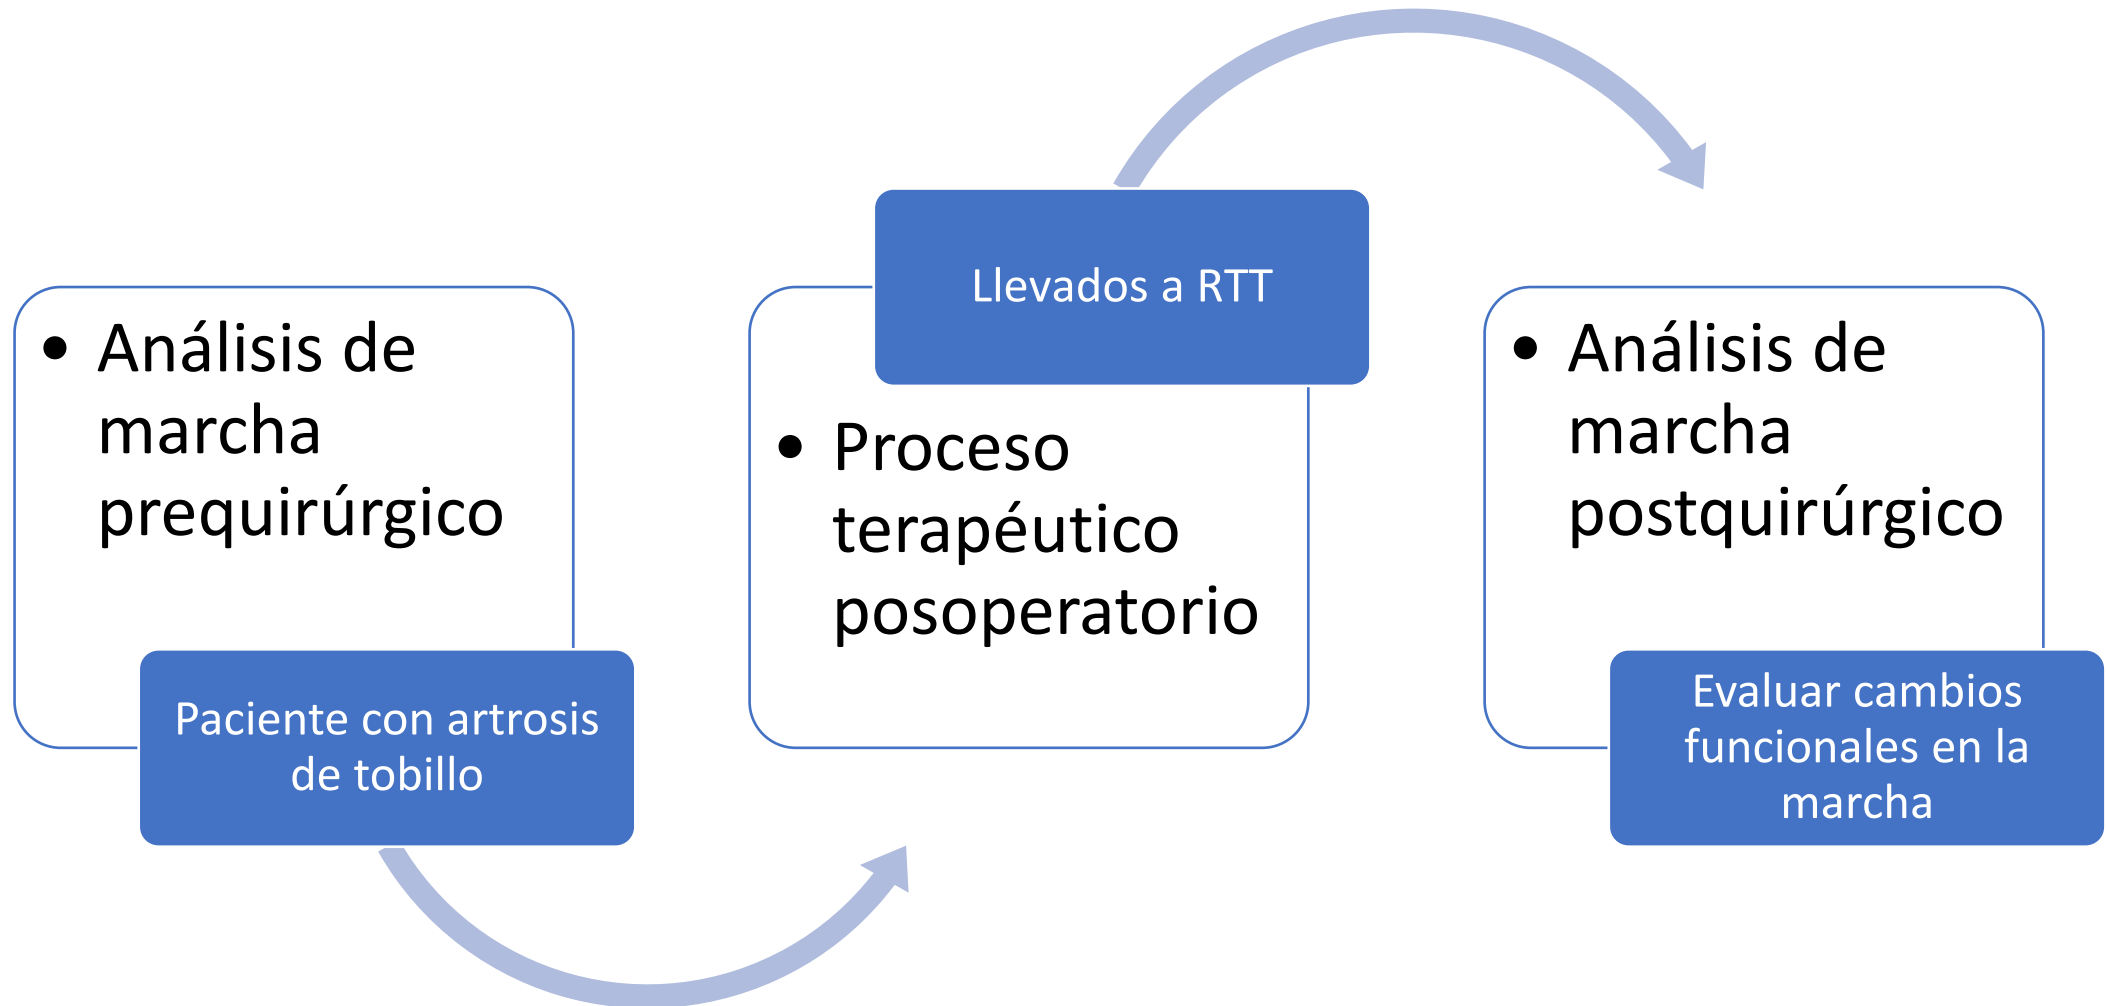 • Análisis de
marcha
prequirúrgico
Paciente con artrosis
de tobillo
Llevados a RTT
• Proceso
terapéutico
posoperatorio
• Análisis de
marcha
postquirúrgico
Evaluar cambios
funcionales en la
marcha